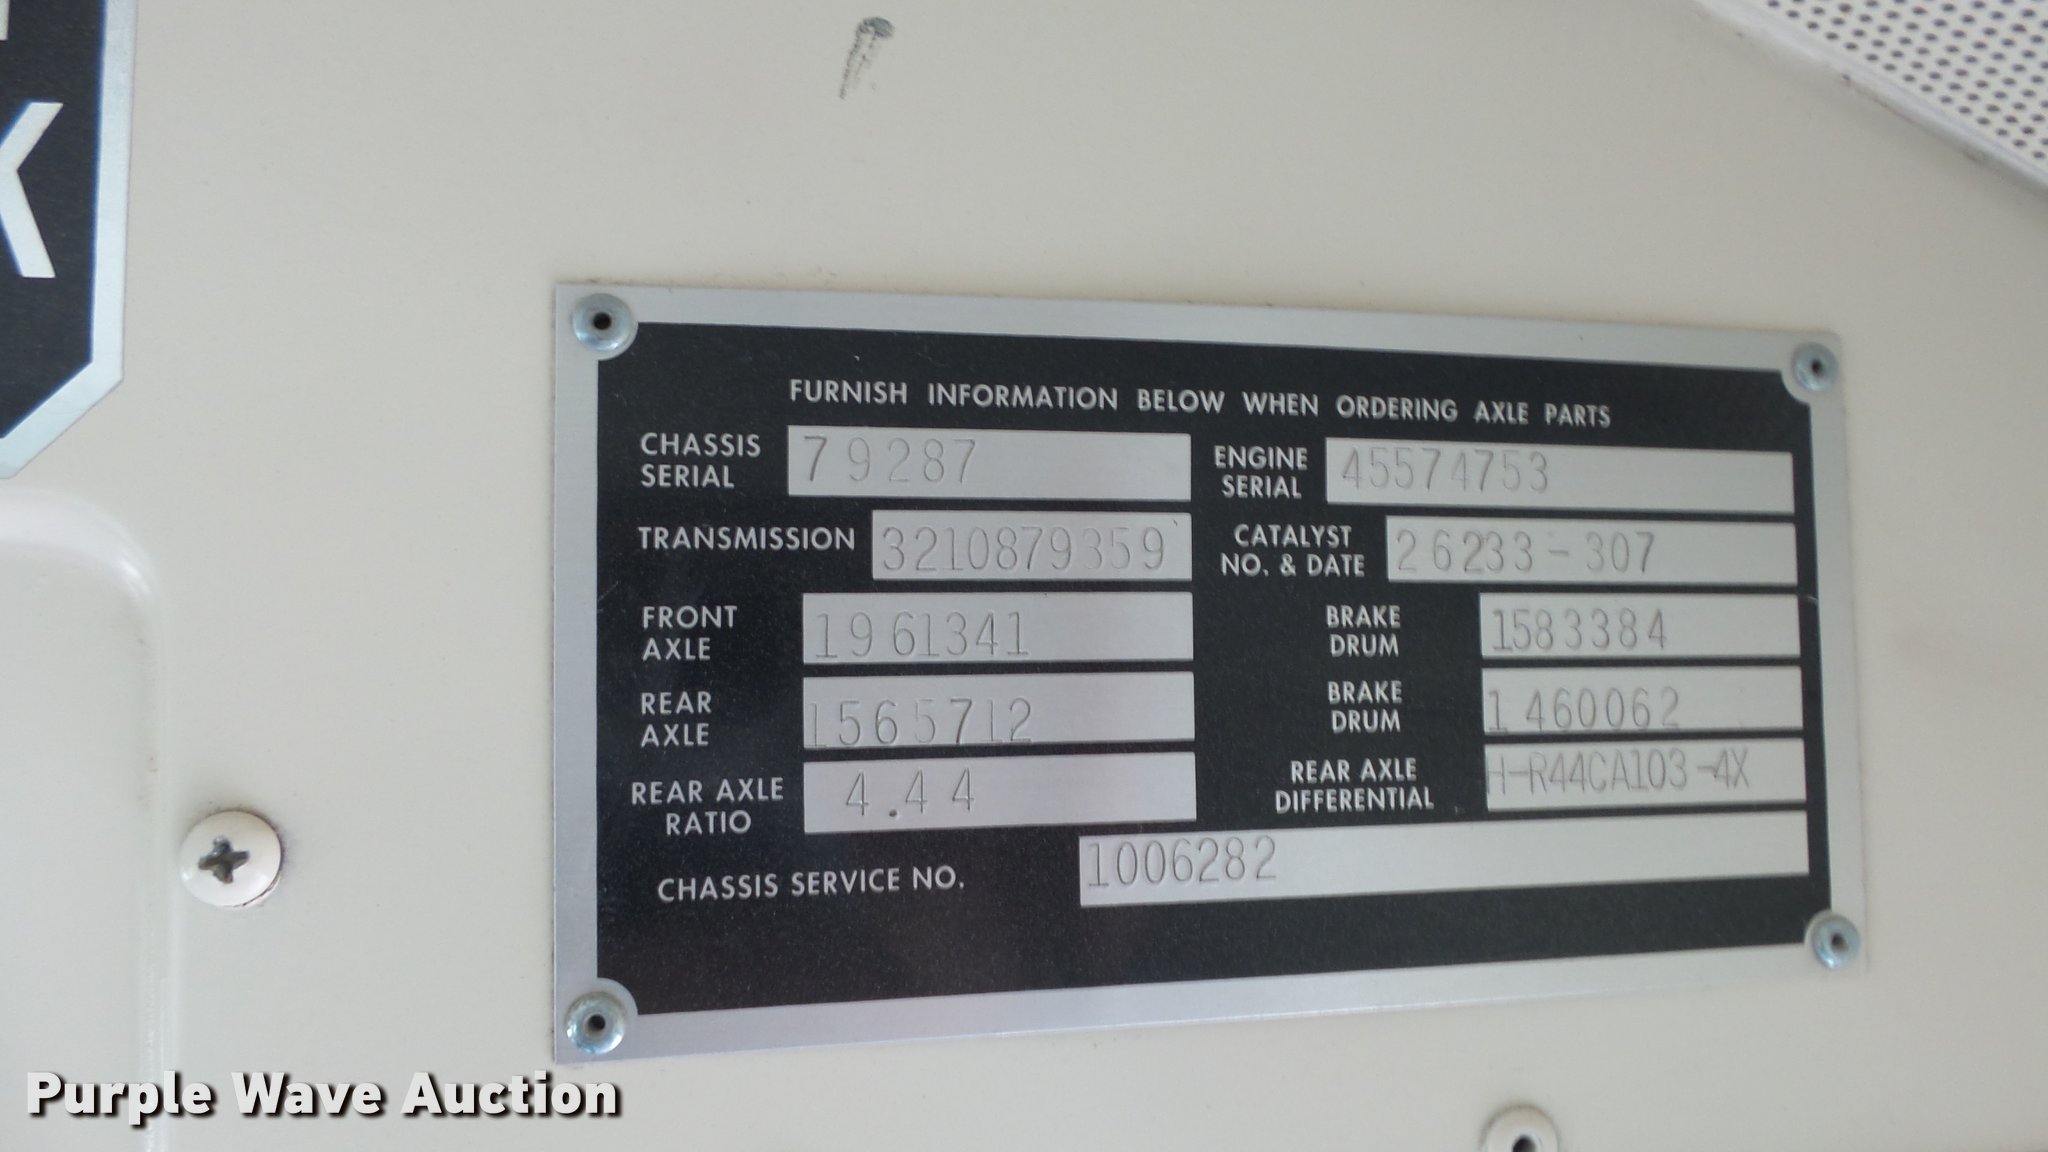 K
FURNISH INFORMATION BELOW WHEN ORDERING AXLE PARTS
CHASSIS SERIAL 79287
ENGINE SERIAL 45574753
TRANSMISSION 3210879359
CATALYST NO. & DATE 26233-307
FRONT AXLE 1961341
BRAKE DRUM 1583384
REAR AXLE 1565712
BRAKE DRUM 1460062
REAR AXLE RATIO 4.44
REAR AXLE DIFFERENTIAL H-R44CA103-4X
CHASSIS SERVICE NO. 1006282
Purple Wave Auction